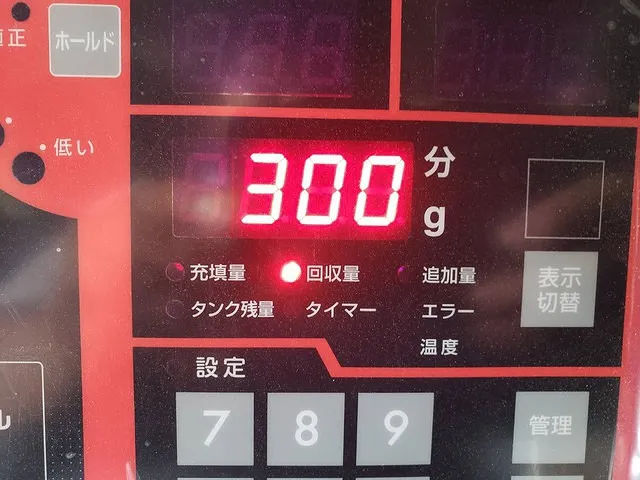 正
ホールド
低い
300
分
g
充填量 回収量 追加量
タンク残量 タイマー エラー
温度
表示
切替
設定
7 8 9
管理
ル